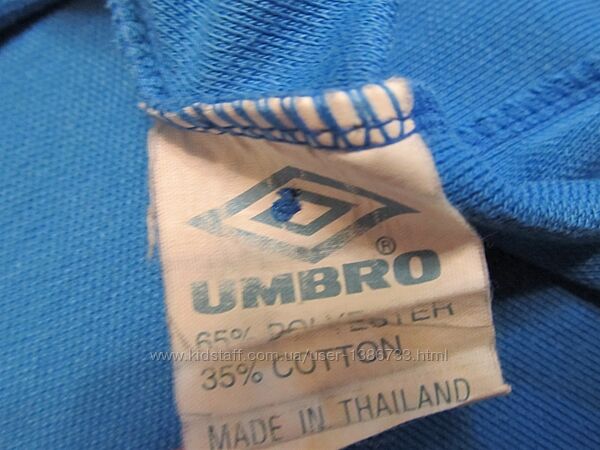 UMBRO®
65% POLYESTER
www.kidstaff.com.ua/user-1386733.html
35% COTTON
MADE IN THAILAND